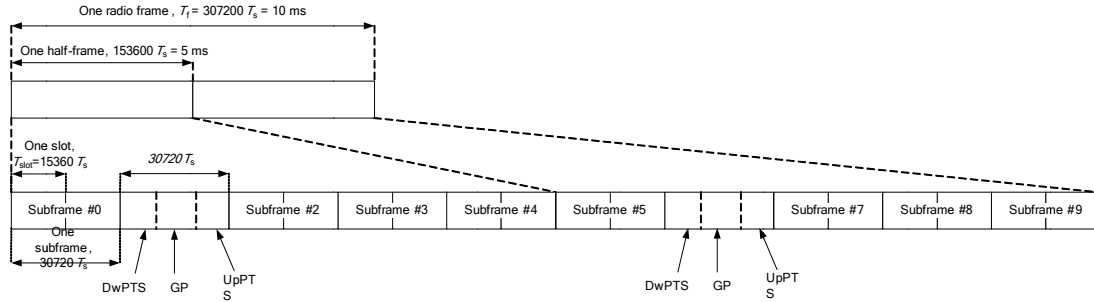 One radio frame , Tf = 307200 Ts = 10 ms
One half-frame, 153600 Ts = 5 ms
One slot,
Tslot=15360 Ts
30720 Ts
Subframe #0
Subframe #2
Subframe #3
Subframe #4
Subframe #5
Subframe #7
Subframe #8
Subframe #9
One
subframe ,
30720 Ts
DwPTS
GP
UpPT
S
DwPTS
GP
UpPT
S